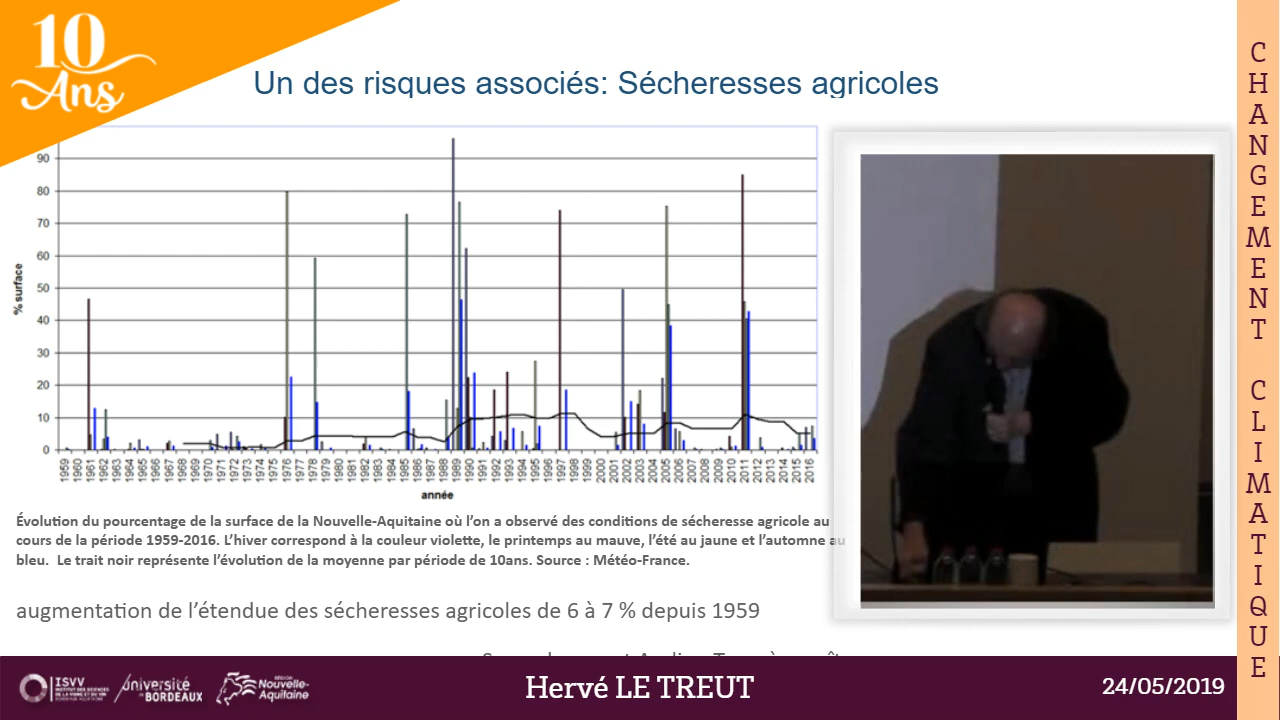 10
Ans
Un des risques associés: Sécheresses agricoles
% surface
90
80
70
60
50
40
30
20
10
0
1959 1960 1961 1962 1963 1964 1965 1966 1967 1968 1969 1970 1971 1972 1973 1974 1975 1976 1977 1978 1979 1980 1981 1982 1983 1984 1985 1986 1987 1988 1989 1990 1991 1992 1993 1994 1995 1996 1997 1998 1999 2000 2001 2002 2003 2004 2005 2006 2007 2008 2009 2010 2011 2012 2013 2014 2015 2016
année
Évolution du pourcentage de la surface de la Nouvelle-Aquitaine où l'on a observé des conditions de sécheresse agricole au
cours de la période 1959-2016. L'hiver correspond à la couleur violette, le printemps au mauve, l'été au jaune et l'automne au
bleu. Le trait noir représente l'évolution de la moyenne par période de 10ans. Source : Météo-France.
augmentation de l'étendue des sécheresses agricoles de 6 à 7 % depuis 1959
CHANGEMENT CLIMATIQUE
ISVV
INSTITUT DES SCIENCES
DE LA VIGNE ET DU VIN
université
de BORDEAUX
Nouvelle-
Aquitaine
Hervé LE TREUT
24/05/2019